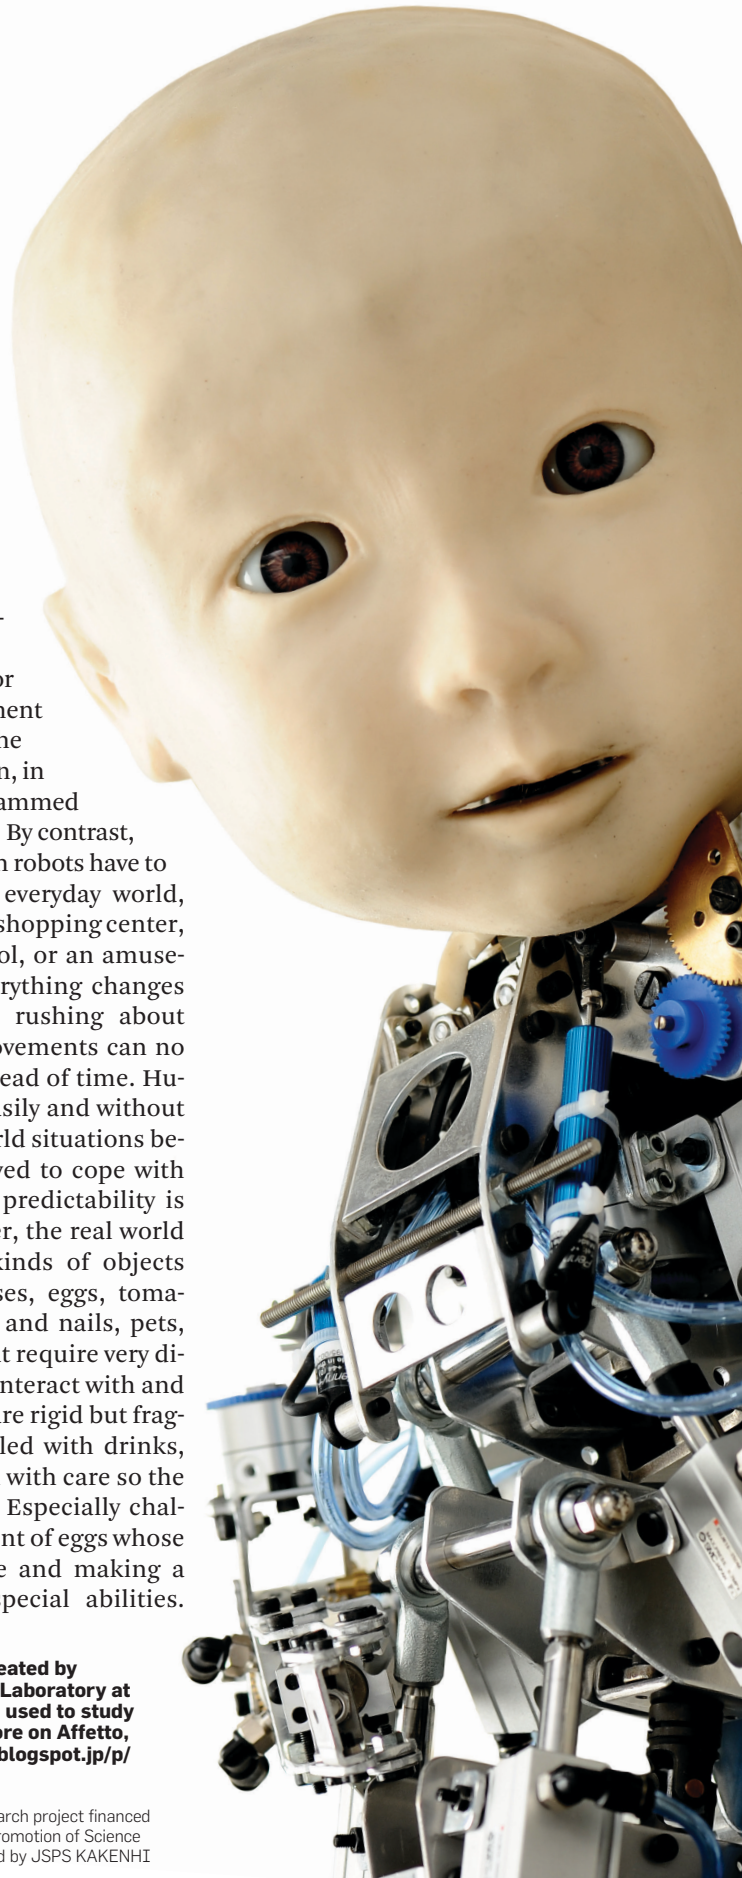 -
or
nent
ne
n, in
ammed
By contrast,
n robots have to
everyday world,
shopping center,
ol, or an amuse-
rything changes
rushing about
ovements can no
ead of time. Hu-
sily and without
rld situations be-
ved to cope with
predictability is
er, the real world
kinds of objects
ses, eggs, toma-
and nails, pets,
t require very di-
interact with and
re rigid but frag-
led with drinks,
with care so the
Especially chal-
nt of eggs whose
e and making a
pecial abilities.
eated by
Laboratory at
used to study
ore on Affetto,
blogspot.jp/p/
arch project financed
romotion of Science
d by JSPS KAKENHI